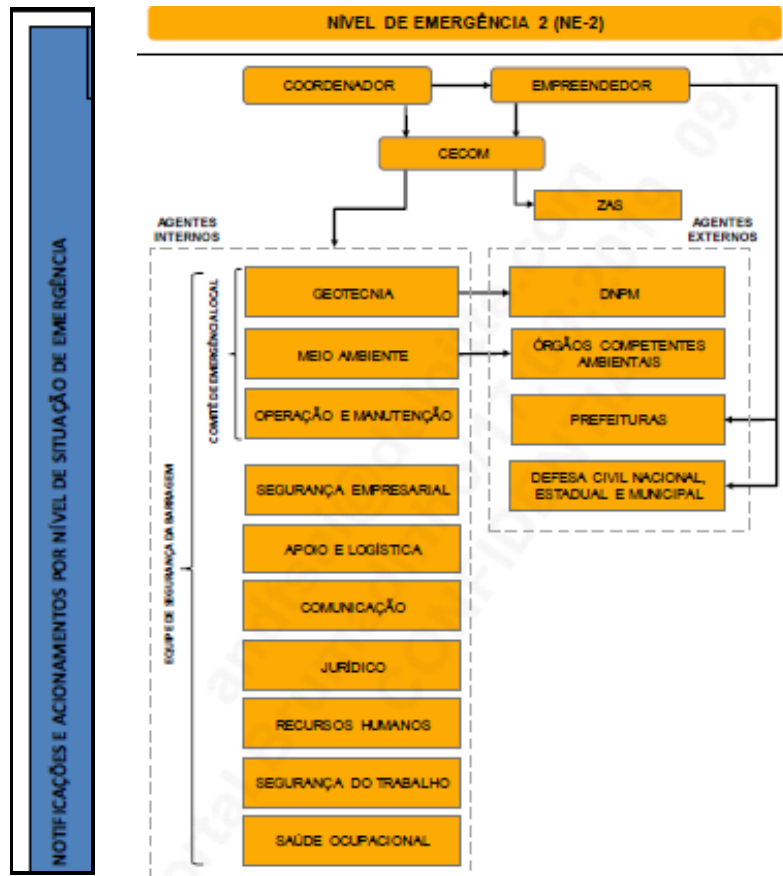 NOTIFICAÇÕES E ACIONAMENTOS POR NÍVEL DE SITUAÇÃO DE EMERGÊNCIA
NÍVEL DE EMERGÊNCIA 2 (NE-2)
COORDENADOR
EMPREENDEDOR
CECOM
ZAS
AGENTES
INTERNOS
AGENTES
EXTERNOS
EQUIPE DE SEGURANÇA DA BARRAGEM
COMITÊ DE EMERGÊNCIA LOCAL
GEOTECNIA
DNPM
MEIO AMBIENTE
ÓRGÃOS COMPETENTES
AMBIENTAIS
OPERAÇÃO E MANUTENÇÃO
PREFEITURAS
SEGURANÇA EMPRESARIAL
DEFESA CIVIL NACIONAL,
ESTADUAL E MUNICIPAL
APOIO E LOGÍSTICA
COMUNICAÇÃO
JURÍDICO
RECURSOS HUMANOS
SEGURANÇA DO TRABALHO
SAÚDE OCUPACIONAL